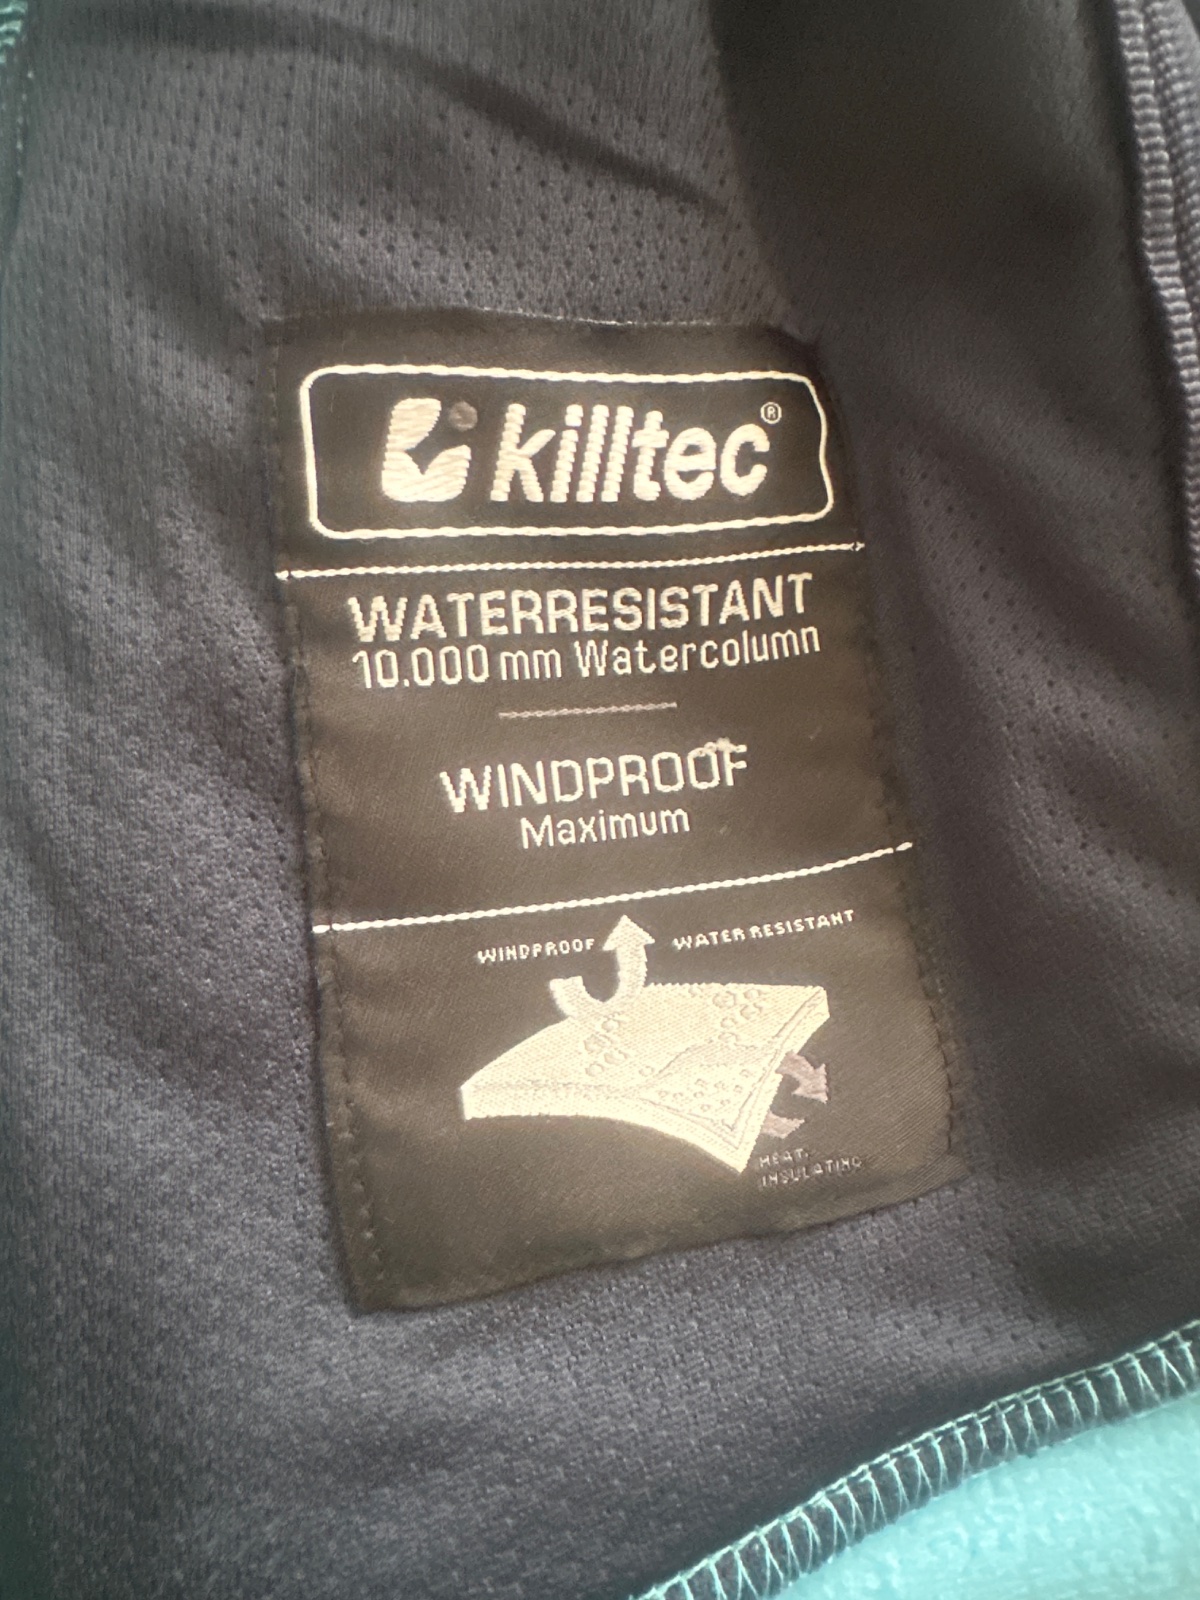 killtec®
WATERRESISTANT
10.000 mm Watercolumn
WINDPROOF
Maximum
WINDPROOF WATER RESISTANT
HEAT
INSULATING